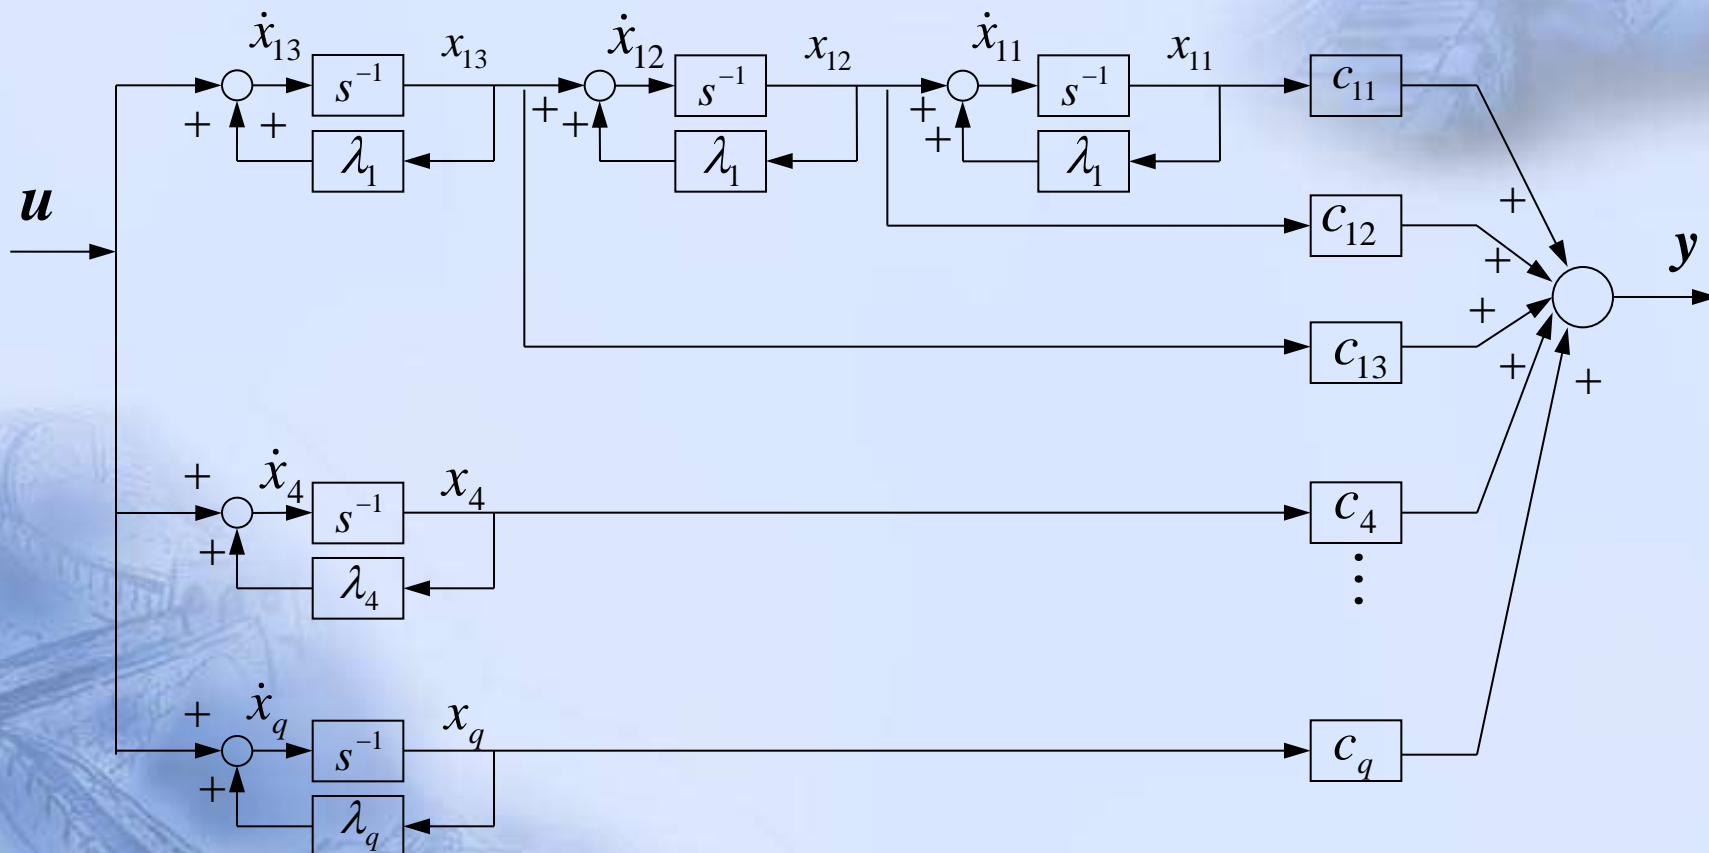 ẋ₁₃ x₁₃ ẋ₁₂ x₁₂ ẋ₁₁ x₁₁
s⁻¹ s⁻¹ s⁻¹ c₁₁
+ + + + + +
λ₁ λ₁ λ₁
u
+
c₁₂
+
y
+
c₁₃
+
+
+ ẋ₄ x₄
s⁻¹ c₄
+
λ₄ ⋮
+ ẋq xq
s⁻¹ cq
+
λq